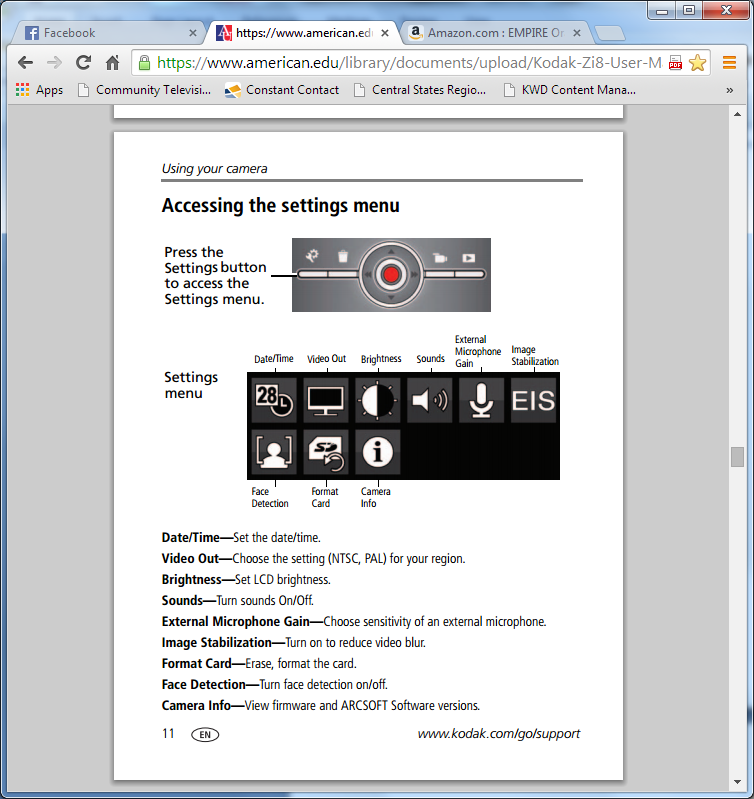 Facebook
https://www.american.ed
Amazon.com : EMPIRE Or
https://www.american.edu/library/documents/upload/Kodak-Zi8-User-M
Apps
Community Televisi...
Constant Contact
Central States Regio...
KWD Content Mana...
»
Using your camera
Accessing the settings menu
Press the
Settings button
to access the
Settings menu.
Settings
menu
Date/Time
Video Out
Brightness
Sounds
External
Microphone
Gain
Image
Stabilization
28
EIS
SD
i
Face
Detection
Format
Card
Camera
Info
Date/Time—Set the date/time.
Video Out—Choose the setting (NTSC, PAL) for your region.
Brightness—Set LCD brightness.
Sounds—Turn sounds On/Off.
External Microphone Gain—Choose sensitivity of an external microphone.
Image Stabilization—Turn on to reduce video blur.
Format Card—Erase, format the card.
Face Detection—Turn face detection on/off.
Camera Info—View firmware and ARCSOFT Software versions.
11 EN www.kodak.com/go/support